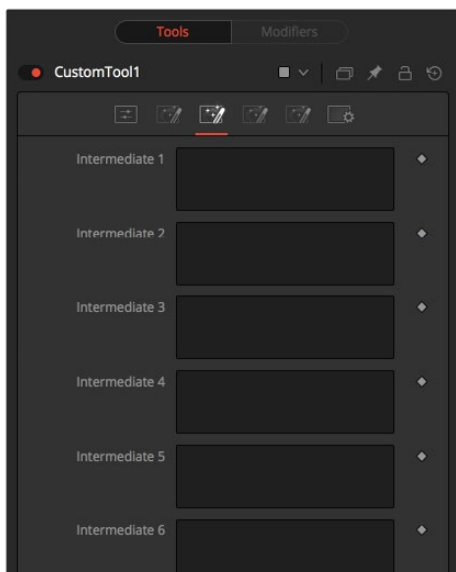 Tools Modifiers
CustomTool1
Intermediate 1
Intermediate 2
Intermediate 3
Intermediate 4
Intermediate 5
Intermediate 6